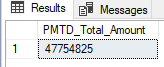 Results Messages
PMTD_Total_Amount
1 47754825